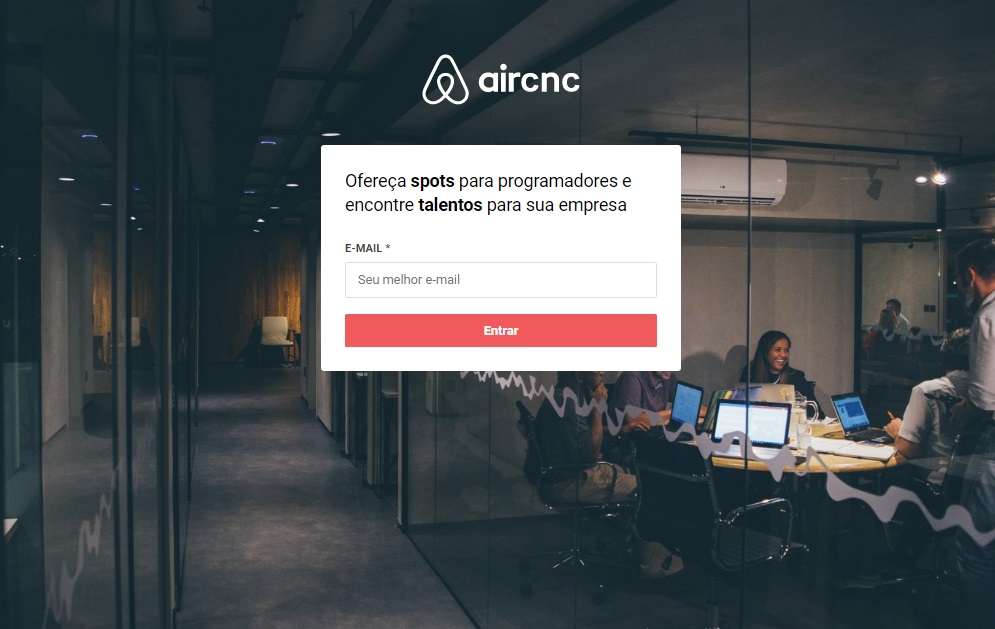 aircnc
Ofereça spots para programadores e
encontre talentos para sua empresa
E-MAIL *
Seu melhor e-mail
Entrar